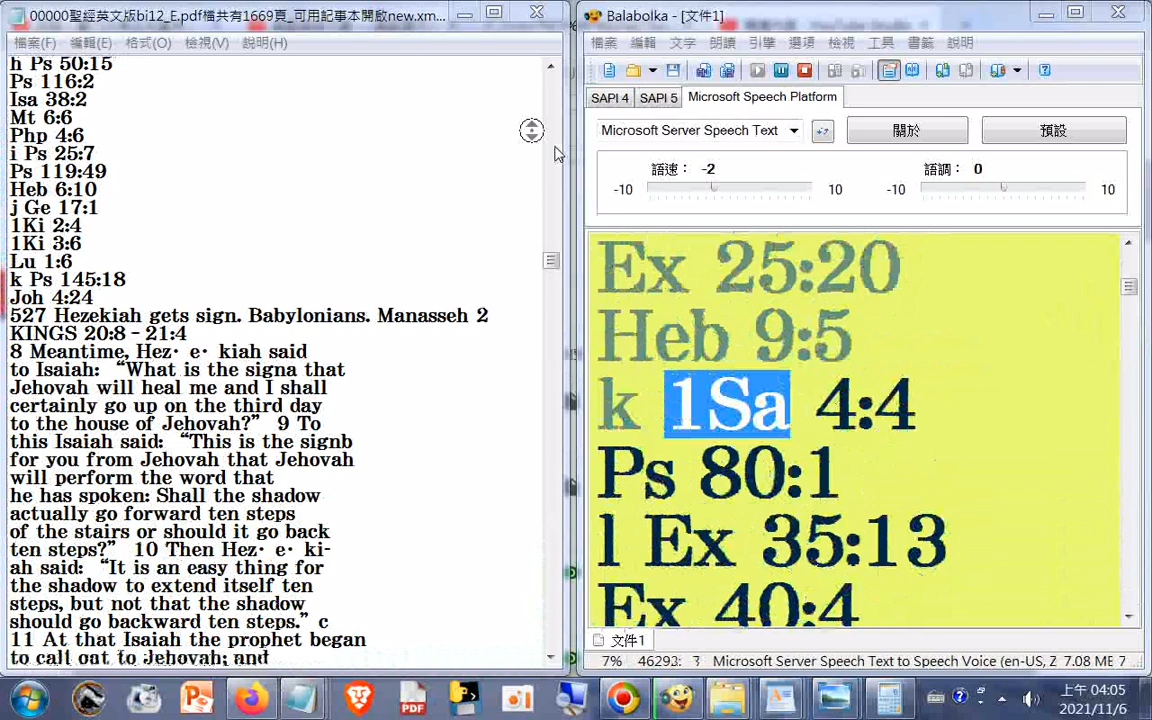 00000聖經英文版bi12_E.pdf檔共有1669頁_可用記事本開啟new.xm...
檔案(F) 編輯(E) 格式(O) 檢視(V) 說明(H)
h Ps 50:15
Ps 116:2
Isa 38:2
Mt 6:6
Php 4:6
i Ps 25:7
Ps 119:49
Heb 6:10
j Ge 17:1
1Ki 2:4
1Ki 3:6
Lu 1:6
k Ps 145:18
Joh 4:24
527 Hezekiah gets sign. Babylonians. Manasseh 2
KINGS 20:8 – 21:4
8 Meantime, Hez· e· kiah said
to Isaiah: “What is the signa that
Jehovah will heal me and I shall
certainly go up on the third day
to the house of Jehovah?” 9 To
this Isaiah said: “This is the signb
for you from Jehovah that Jehovah
will perform the word that
he has spoken: Shall the shadow
actually go forward ten steps
of the stairs or should it go back
ten steps?” 10 Then Hez· e· ki-
ah said: “It is an easy thing for
the shadow to extend itself ten
steps, but not that the shadow
should go backward ten steps.” c
11 At that Isaiah the prophet began
to call out to Jehovah; and
Balabolka - [文件1]
檔案 編輯 文字 朗讀 引擎 選項 檢視 工具 書籤 說明
SAPI 4 SAPI 5 Microsoft Speech Platform
Microsoft Server Speech Text 關於 預設
語速： -2 語調： 0
-10 10 -10 10
Ex 25:20
Heb 9:5
k 1Sa 4:4
Ps 80:1
l Ex 35:13
Ex 40:4
文件1
7% 46293: 3 Microsoft Server Speech Text to Speech Voice (en-US, Z 7.08 MB 7
上午 04:05
2021/11/6